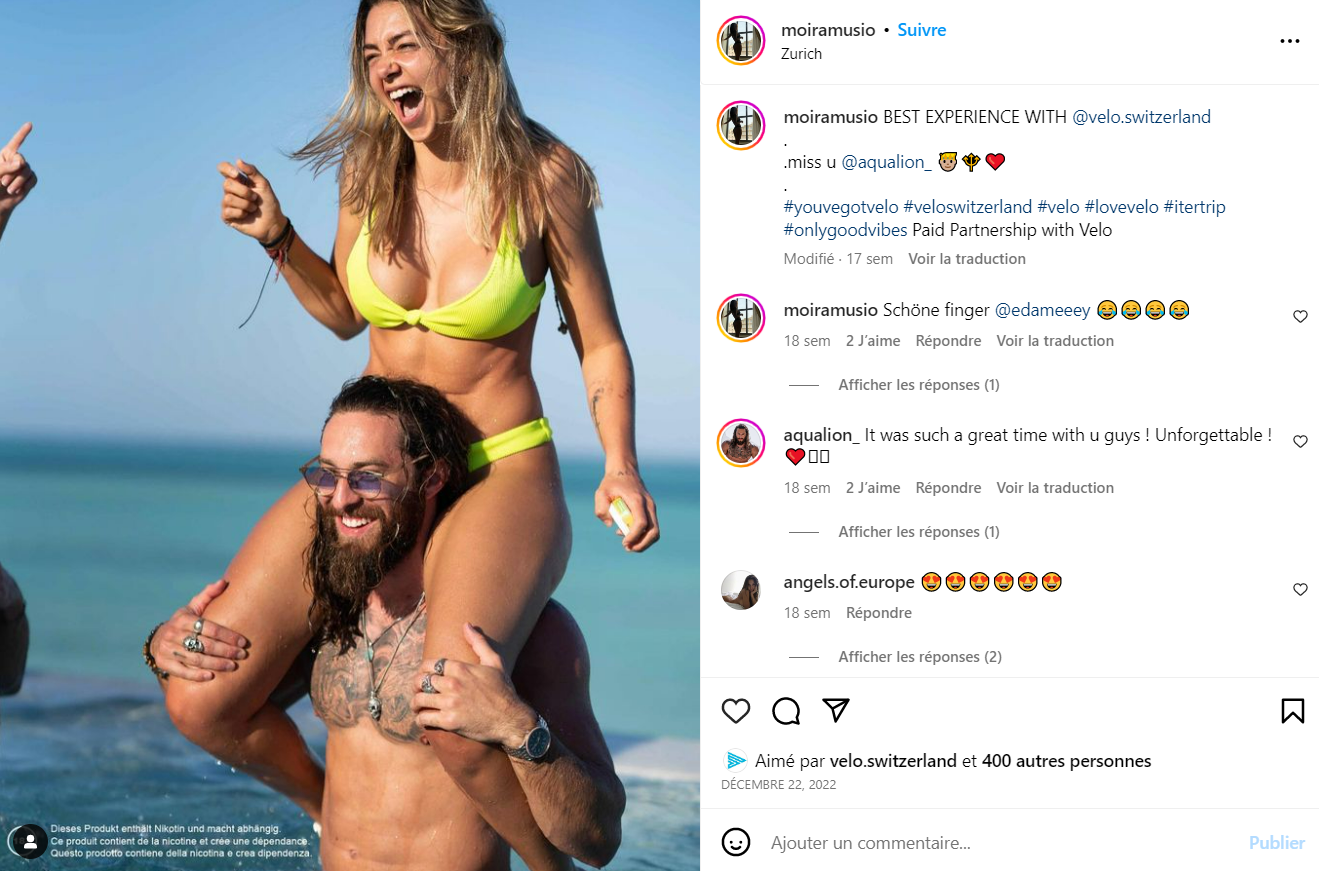 moiramusio • Suivre
Zurich
moiramusio BEST EXPERIENCE WITH @velo.switzerland
.
.miss u @aqualion_ 
.
#youvegotvelo #veloswitzerland #velo #lovevelo #itertrip
#onlygoodvibes Paid Partnership with Velo
Modifié · 17 sem Voir la traduction
moiramusio Schöne finger @edameeey 😂😂😂😂
18 sem 2 J’aime Répondre Voir la traduction
Afficher les réponses (1)
aqualion_ It was such a great time with u guys ! Unforgettable !
❤️
18 sem 2 J’aime Répondre Voir la traduction
Afficher les réponses (1)
angels.of.europe 😍😍😍😍😍😍
18 sem Répondre
Afficher les réponses (2)
Aimé par velo.switzerland et 400 autres personnes
DÉCEMBRE 22, 2022
Ajouter un commentaire... Publier
Dieses Produkt enthält Nikotin und macht abhängig.
Ce produit contient de la nicotine et crée une dépendance.
Questo prodotto contiene della nicotina e crea dipendenza.